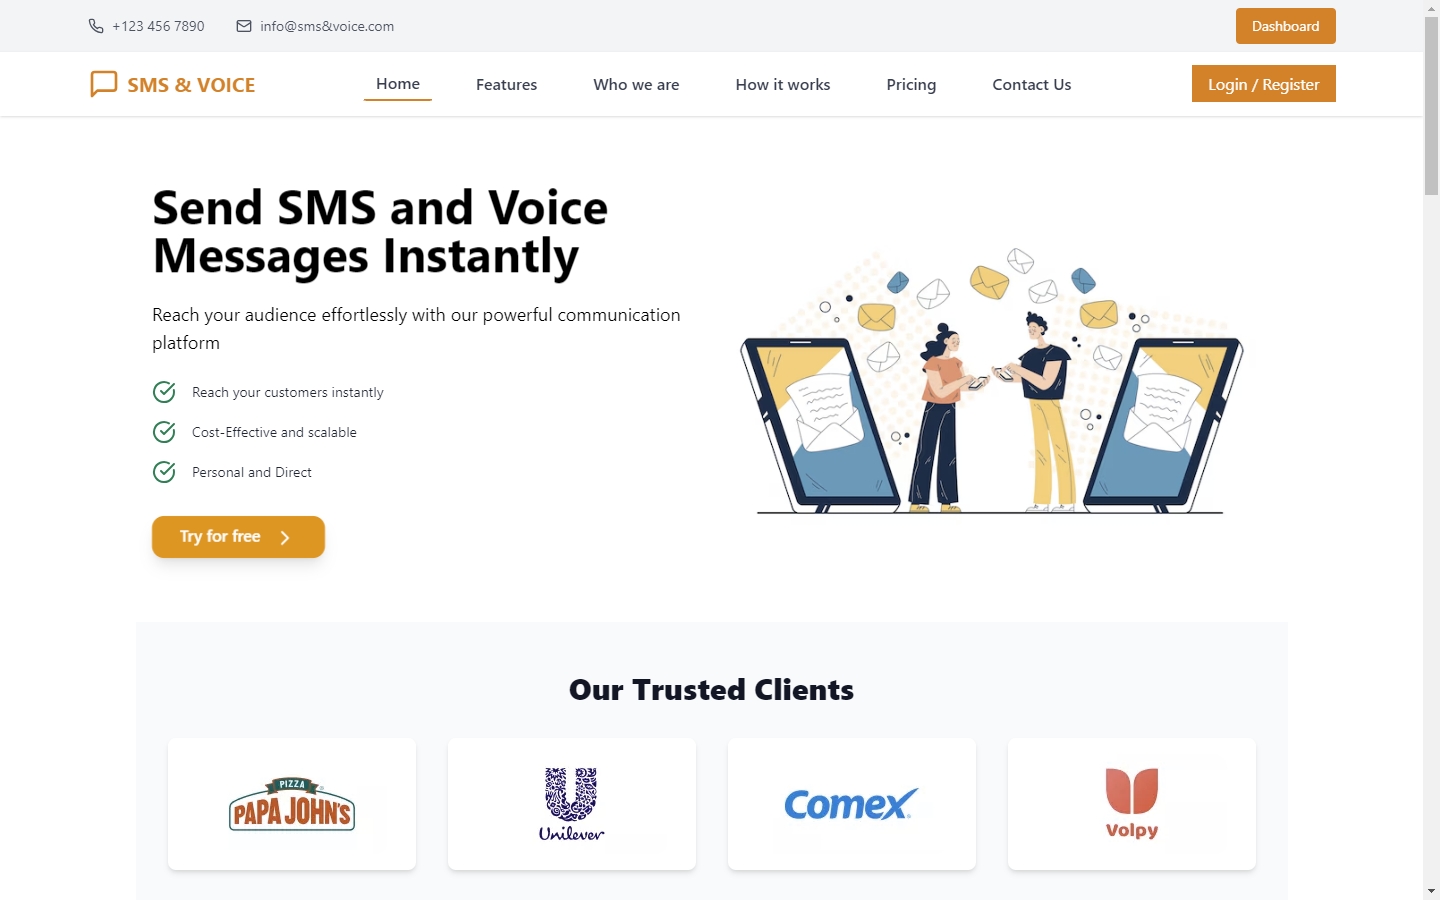 +123 456 7890
info@sms&voice.com
Dashboard
SMS & VOICE
Home
Features
Who we are
How it works
Pricing
Contact Us
Login / Register
Send SMS and Voice
Messages Instantly
Reach your audience effortlessly with our powerful communication
platform
Reach your customers instantly
Cost-Effective and scalable
Personal and Direct
Try for free
Our Trusted Clients
PIZZA
PAPA JOHN'S
Unilever
Comex
Volpy